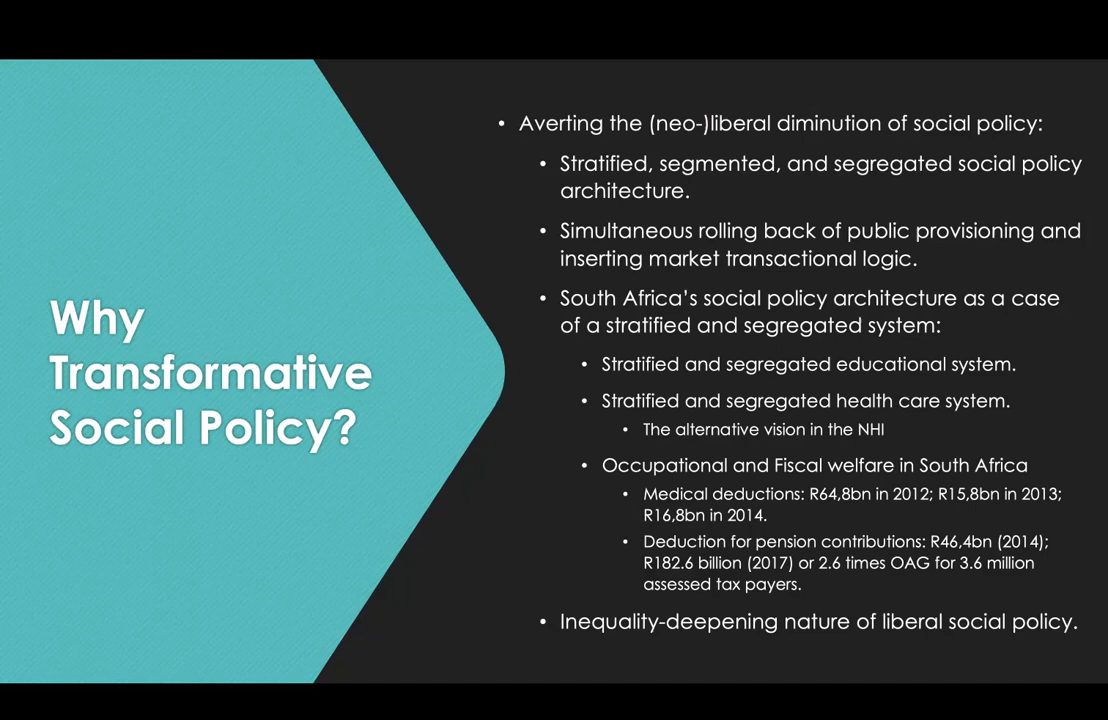 Why
Transformative
Social Policy?
• Averting the (neo-)liberal diminution of social policy:
• Stratified, segmented, and segregated social policy
architecture.
• Simultaneous rolling back of public provisioning and
inserting market transactional logic.
• South Africa's social policy architecture as a case
of a stratified and segregated system:
• Stratified and segregated educational system.
• Stratified and segregated health care system.
• The alternative vision in the NHI
• Occupational and Fiscal welfare in South Africa
• Medical deductions: R64,8bn in 2012; R15,8bn in 2013;
R16,8bn in 2014.
• Deduction for pension contributions: R46,4bn (2014);
R182.6 billion (2017) or 2.6 times OAG for 3.6 million
assessed tax payers.
• Inequality-deepening nature of liberal social policy.